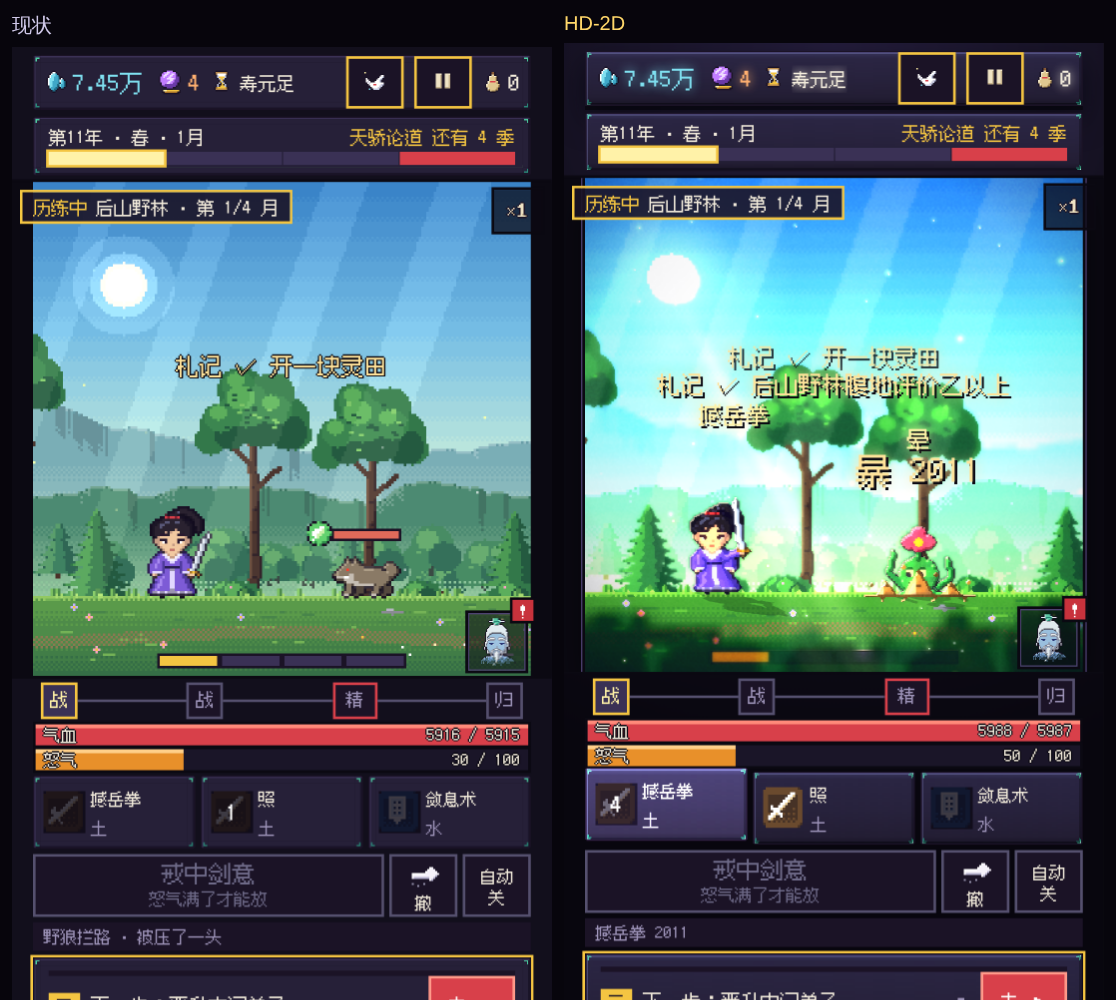 现状
7.45万 4 寿元足 0
第11年 · 春 · 1月 天骄论道 还有 4 季
历练中 后山野林 · 第 1/4 月 ×1
札记 ✓ 开一块灵田
战 战 精 归
气血 5916 / 5915
怒气 30 / 100
撼岳拳 土
1 照 土
敛息术 水
戒中剑意
怒气满了才能放
撤
自动 关
野狼拦路 · 被压了一头
HD-2D
7.45万 4 寿元足 0
第11年 · 春 · 1月 天骄论道 还有 4 季
历练中 后山野林 · 第 1/4 月 ×1
札记 ✓ 开一块灵田
札记 ✓ 后山野林腹地评价乙以上
撼岳拳
晕
暴 2011
战 战 精 归
气血 5988 / 5987
怒气 50 / 100
4 撼岳拳 土
照 土
敛息术 水
戒中剑意
怒气满了才能放
撤
自动 关
撼岳拳 2011